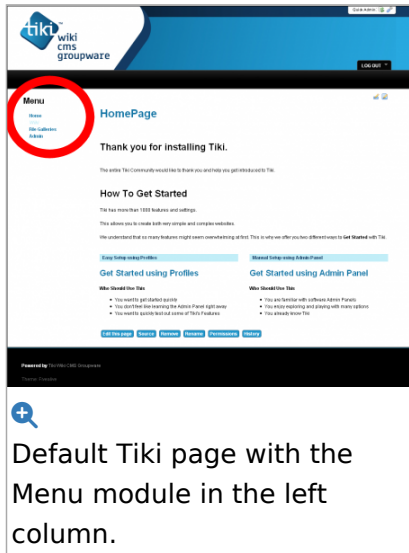 Quick Admin
tiki wiki
cms
groupware
LOG OUT
Menu
Home
File Galleries
Admin
HomePage
Thank you for installing Tiki.
The entire Tiki Community would like to thank you and help you get introduced to Tiki.
How To Get Started
Tiki has more than 1000 features and settings.
This allows you to create both very simple and complex websites.
We understand that so many features might seem overwhelming at first. This is why we offer you two different ways to Get Started with Tiki.
Easy Setup using Profiles
Manual Setup using Admin Panel
Get Started using Profiles
Get Started using Admin Panel
Who Should Use This
Who Should Use This
You want to get started quickly
You don't feel like learning the Admin Panel right away
You want to quickly test out some of Tiki's Features
You are familiar with software Admin Panels
You enjoy exploring and playing with many options
You already know Tiki
Edit this page Source Remove Rename Permissions History
Powered by Tiki Wiki CMS Groupware
Default Tiki page with the
Menu module in the left
column.